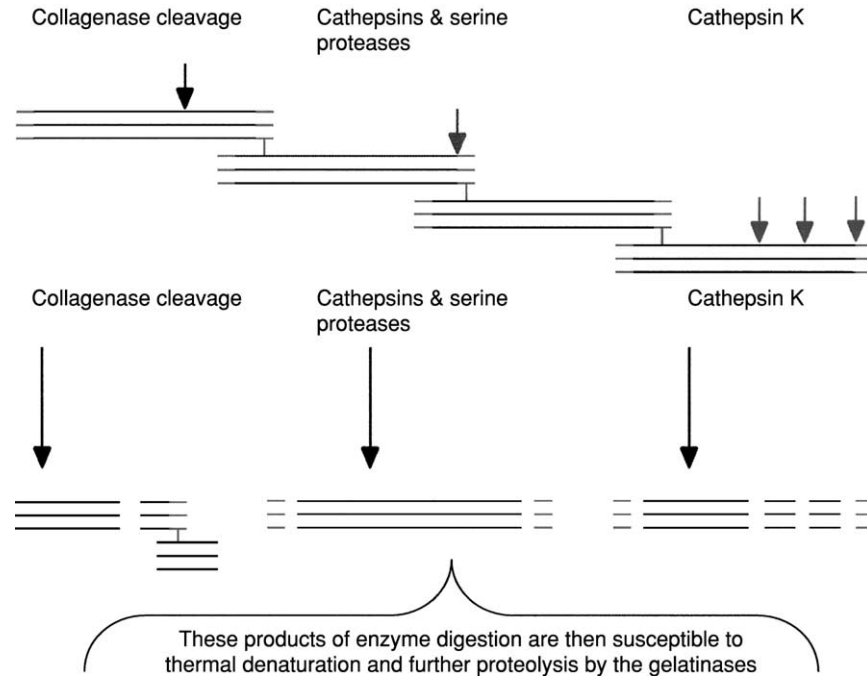 Collagenase cleavage
Cathepsins & serine
proteases
Cathepsin K
Collagenase cleavage
Cathepsins & serine
proteases
Cathepsin K
These products of enzyme digestion are then susceptible to
thermal denaturation and further proteolysis by the gelatinases